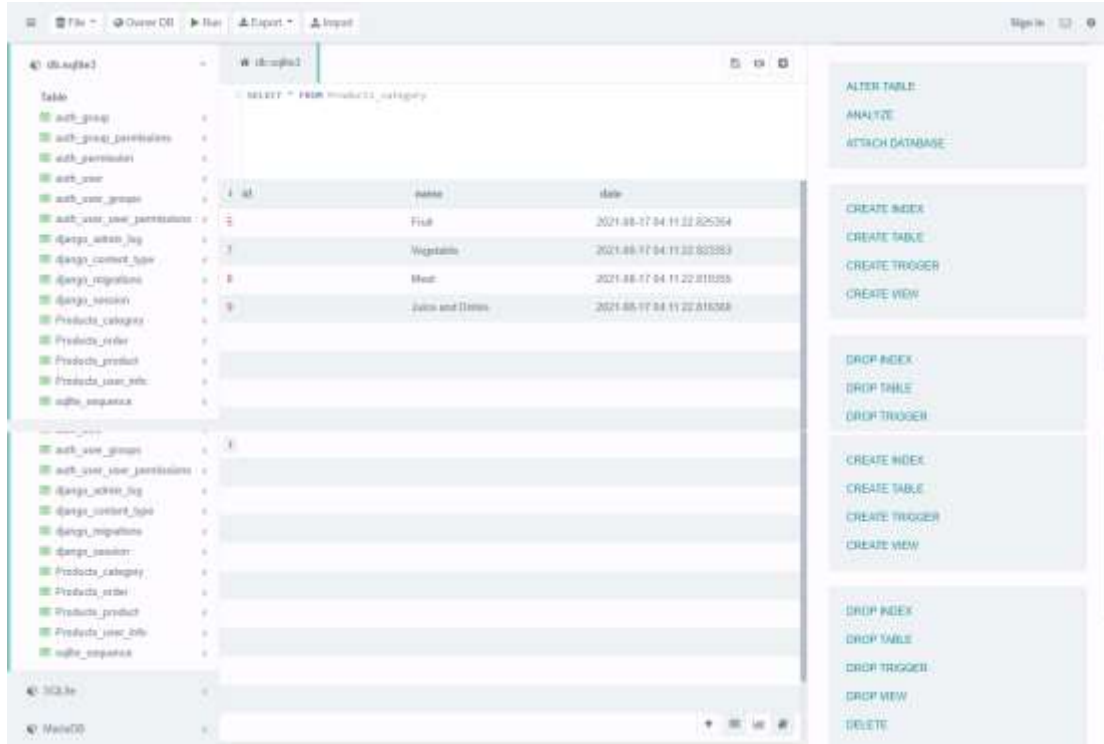 File Owner DB Run Export Import Sign in
db.sqlite3
Table
auth_group
auth_group_permissions
auth_permission
auth_user
auth_user_groups
auth_user_user_permissions
django_admin_log
django_content_type
django_migrations
django_session
Products_category
Products_order
Products_product
Products_user_info
sqlite_sequence
db.sqlite3
SELECT * FROM Products_category
id name date
Fruit
Vegetable
Meat
Juice and Drinks
ALTER TABLE
ANALYZE
ATTACH DATABASE
CREATE INDEX
CREATE TABLE
CREATE TRIGGER
CREATE VIEW
DROP INDEX
DROP TABLE
DROP TRIGGER
auth_user_groups
auth_user_user_permissions
django_admin_log
django_content_type
django_migrations
django_session
Products_category
Products_order
Products_product
Products_user_info
sqlite_sequence
SQLite
MariaDB
CREATE INDEX
CREATE TABLE
CREATE TRIGGER
CREATE VIEW
DROP INDEX
DROP TABLE
DROP TRIGGER
DROP VIEW
DELETE